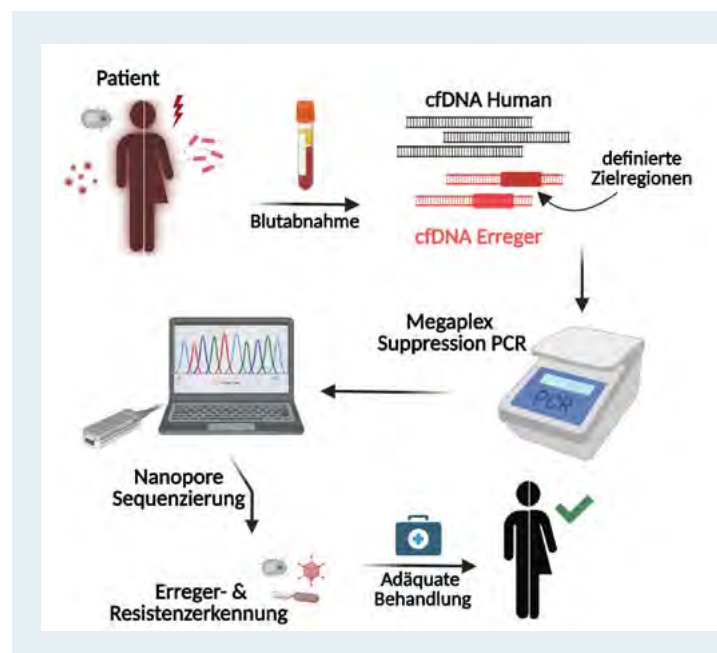 Patient
cfDNA Human
definierte
Zielregionen
Blutabnahme
cfDNA Erreger
Megaplex
Suppression PCR
PCR
Nanopore
Sequenzierung
Erreger- &
Resistenzerkennung
Adäquate
Behandlung